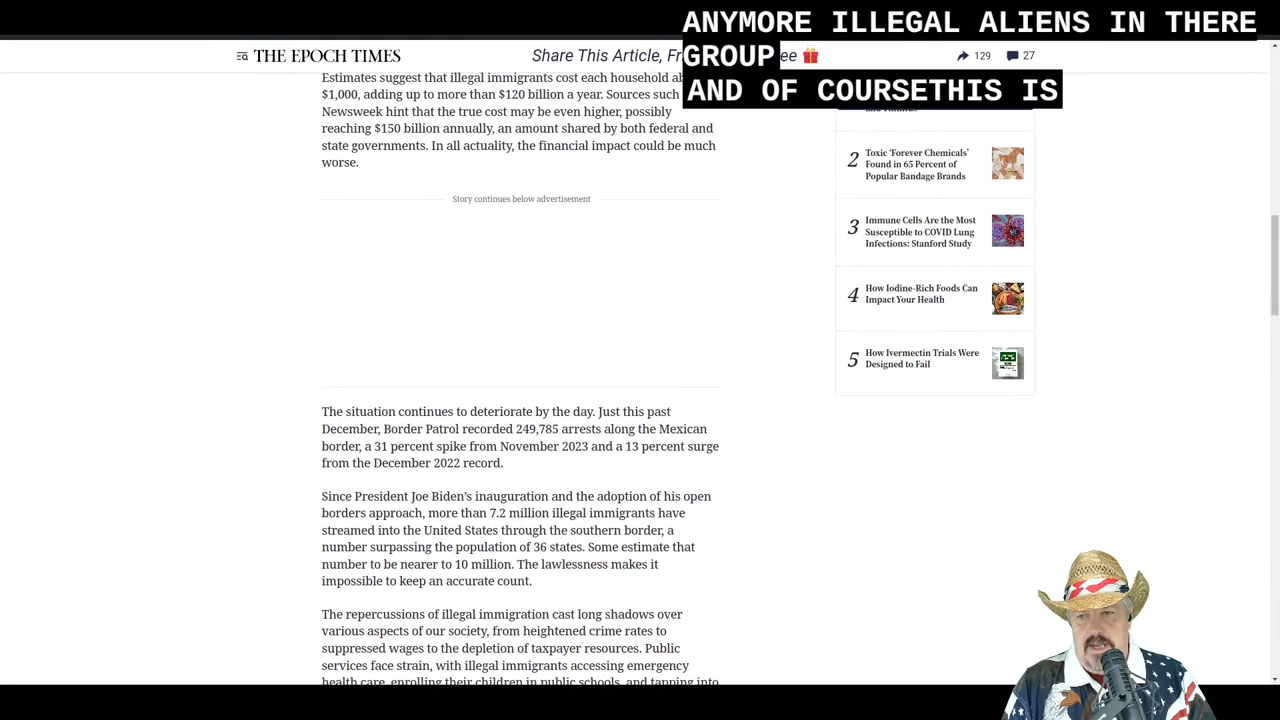 ANYMORE ILLEGAL ALIENS IN THERE
GROUP
AND OF COURSETHIS IS
THE EPOCH TIMES
Share This Article, Fr
ee
129
27
Estimates suggest that illegal immigrants cost each household ab
$1,000, adding up to more than $120 billion a year. Sources such
Newsweek hint that the true cost may be even higher, possibly
reaching $150 billion annually, an amount shared by both federal and
state governments. In all actuality, the financial impact could be much
worse.
Story continues below advertisement
The situation continues to deteriorate by the day. Just this past
December, Border Patrol recorded 249,785 arrests along the Mexican
border, a 31 percent spike from November 2023 and a 13 percent surge
from the December 2022 record.
Since President Joe Biden's inauguration and the adoption of his open
borders approach, more than 7.2 million illegal immigrants have
streamed into the United States through the southern border, a
number surpassing the population of 36 states. Some estimate that
number to be nearer to 10 million. The lawlessness makes it
impossible to keep an accurate count.
The repercussions of illegal immigration cast long shadows over
various aspects of our society, from heightened crime rates to
suppressed wages to the depletion of taxpayer resources. Public
services face strain, with illegal immigrants accessing emergency
health care, enrolling their children in public schools, and tapping into
2
Toxic 'Forever Chemicals'
Found in 65 Percent of
Popular Bandage Brands
3
Immune Cells Are the Most
Susceptible to COVID Lung
Infections: Stanford Study
4
How Iodine-Rich Foods Can
Impact Your Health
5
How Ivermectin Trials Were
Designed to Fail